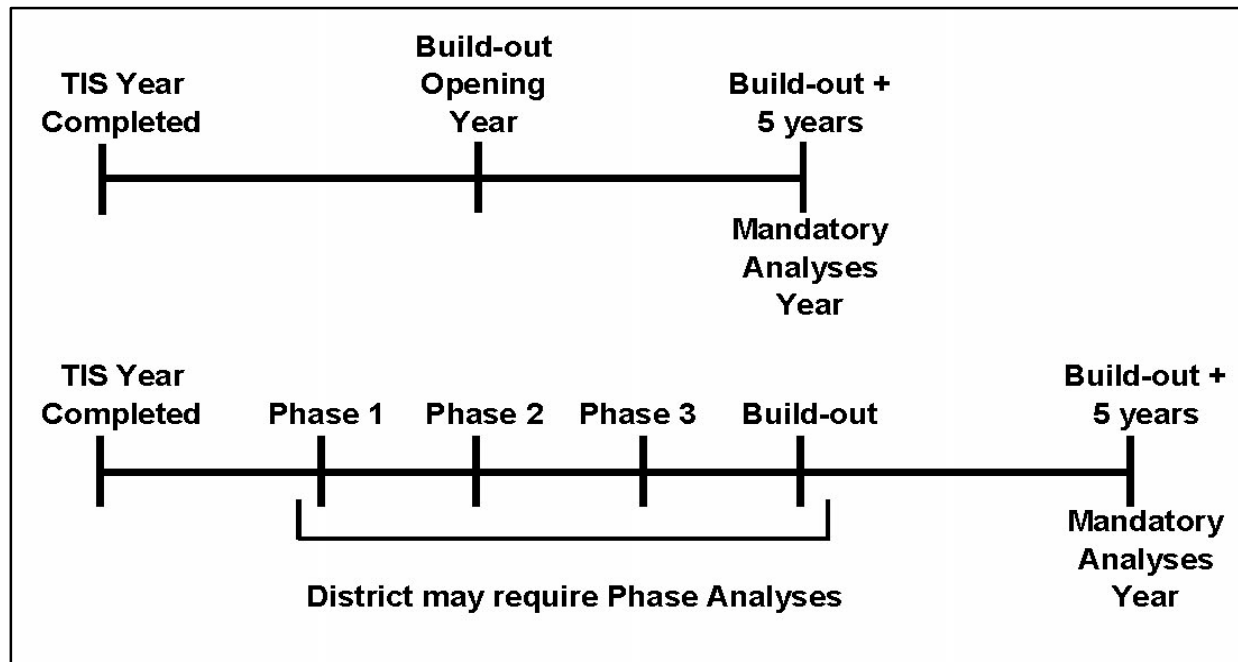 TIS Year
Completed
Build-out
Opening
Year
Build-out +
5 years
Mandatory
Analyses
Year
TIS Year
Completed
Phase 1
Phase 2
Phase 3
Build-out
Build-out +
5 years
Mandatory
Analyses
Year
District may require Phase Analyses